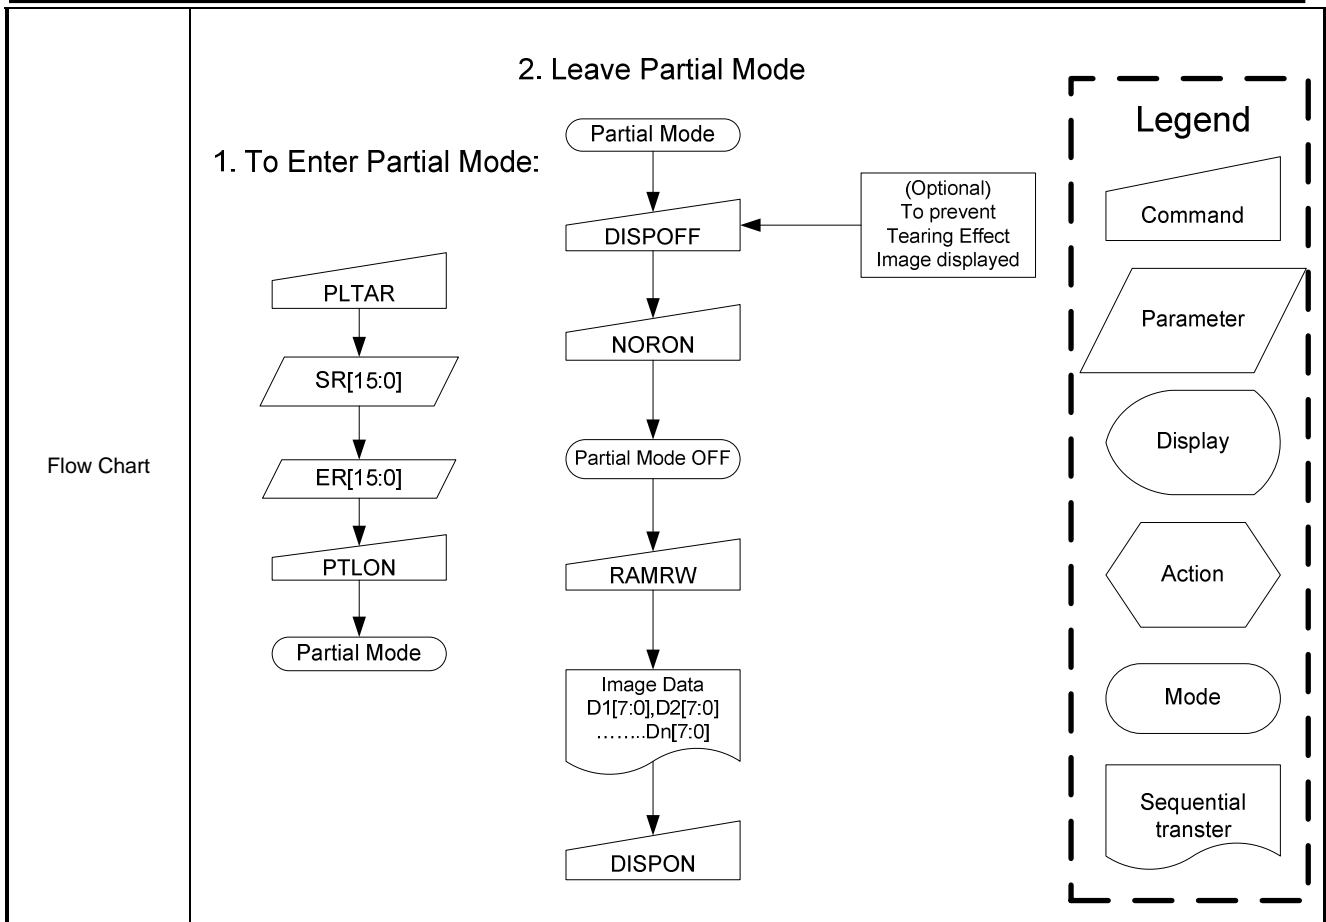 Flow Chart
1. To Enter Partial Mode:
PLTAR
SR[15:0]
ER[15:0]
PTLON
Partial Mode
2. Leave Partial Mode
Partial Mode
DISPOFF
(Optional)
To prevent
Tearing Effect
Image displayed
NORON
Partial Mode OFF
RAMRW
Image Data
D1[7:0],D2[7:0]
........Dn[7:0]
DISPON
Legend
Command
Parameter
Display
Action
Mode
Sequential
transter